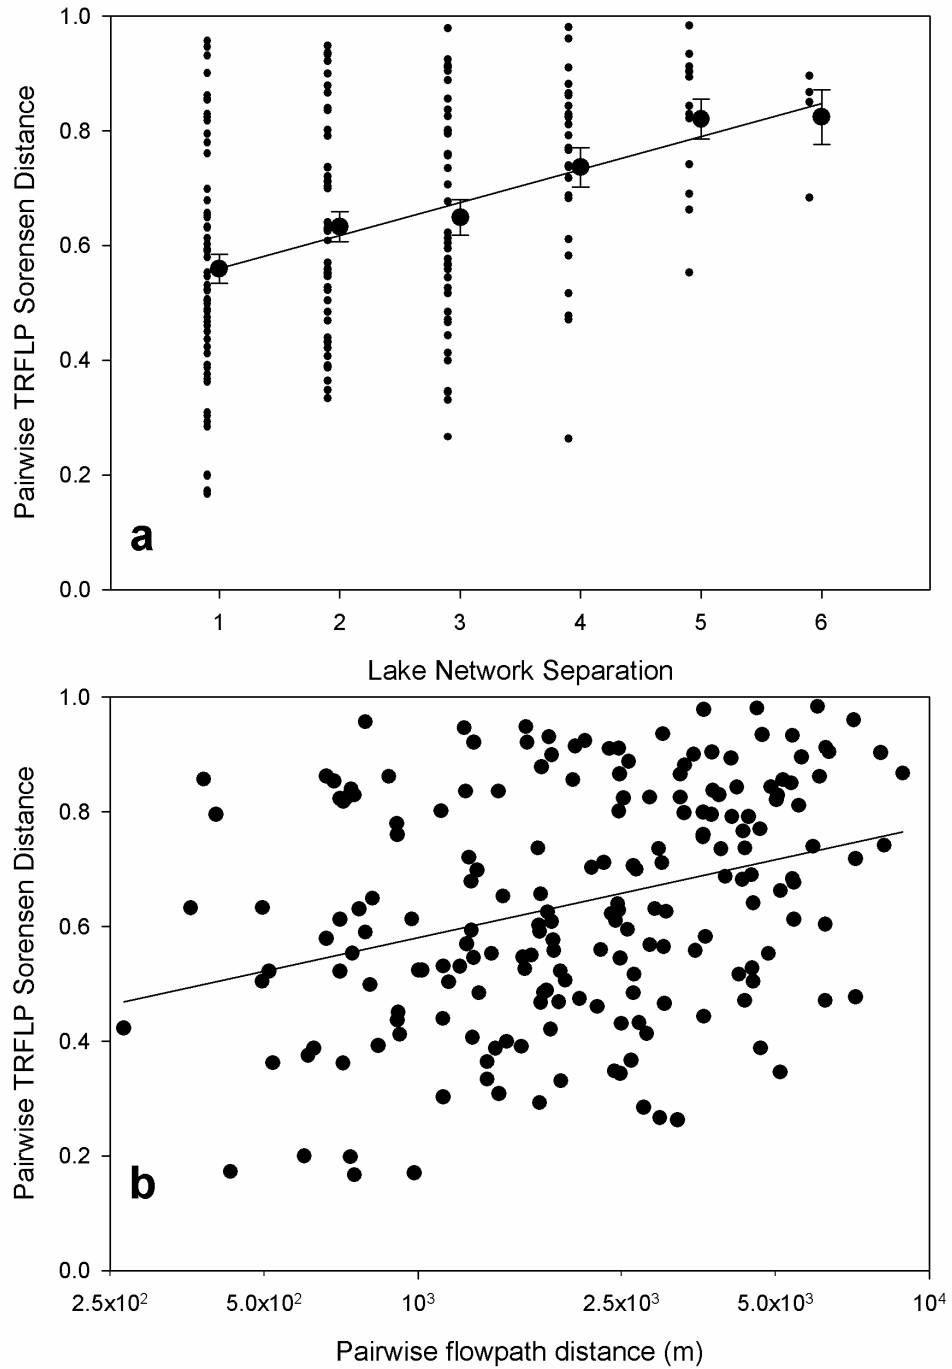 1.0
0.8
0.6
0.4
0.2
0.0
Pairwise TRFLP Sorensen Distance
a
1 2 3 4 5 6
Lake Network Separation
1.0
0.8
0.6
0.4
0.2
0.0
Pairwise TRFLP Sorensen Distance
b
2.5x10² 5.0x10² 10³ 2.5x10³ 5.0x10³ 10⁴
Pairwise flowpath distance (m)